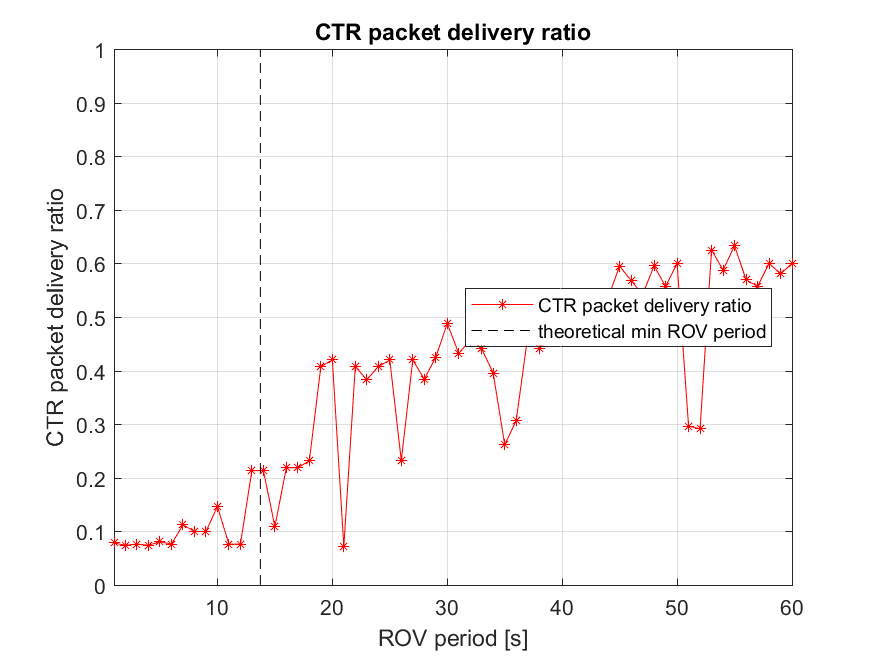 CTR packet delivery ratio
1
0.9
0.8
0.7
0.6
0.5
0.4
0.3
0.2
0.1
0
CTR packet delivery ratio
CTR packet delivery ratio
theoretical min ROV period
10 20 30 40 50 60
ROV period [s]